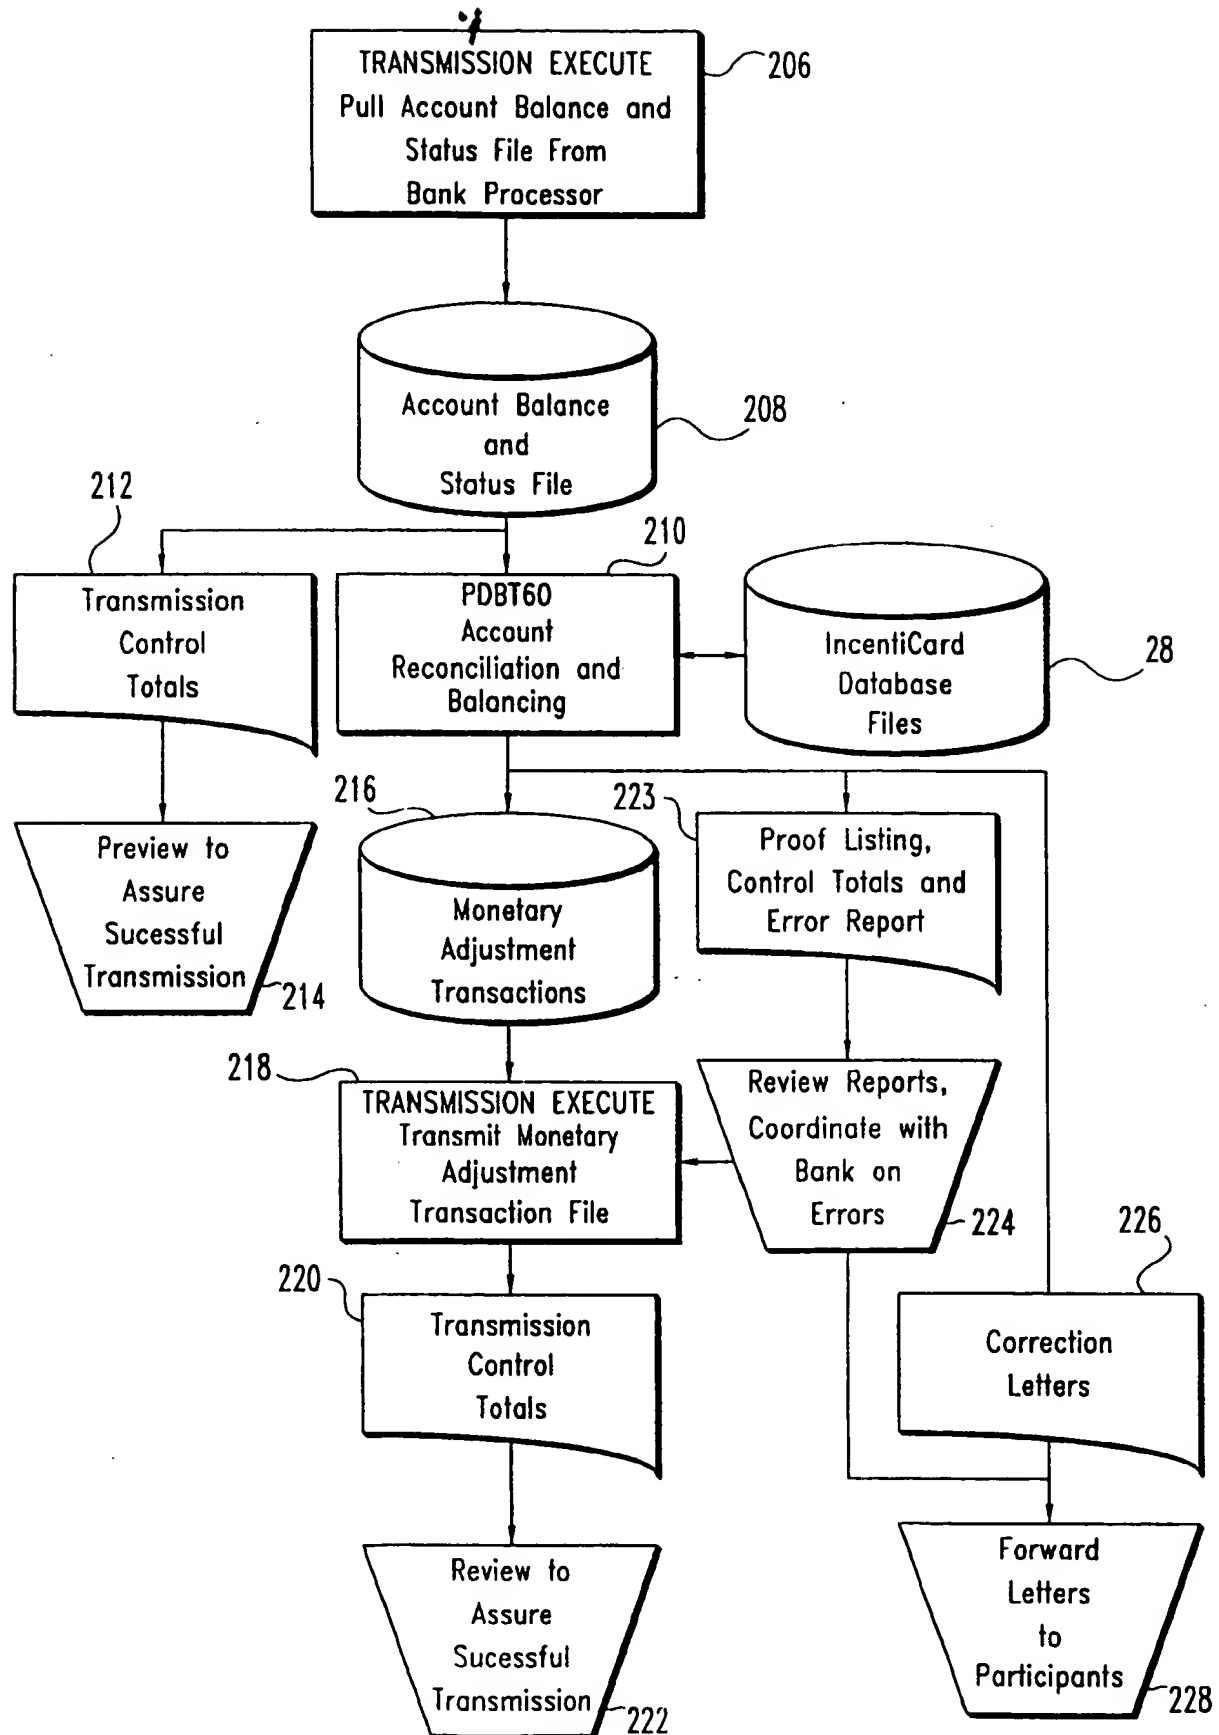 TRANSMISSION EXECUTE
Pull Account Balance and
Status File From
Bank Processor
206
Account Balance
and
Status File
208
212
Transmission
Control
Totals
210
PDBT60
Account
Reconciliation and
Balancing
IncentiCard
Database
Files
28
Preview to
Assure
Sucessful
Transmission
214
216
Monetary
Adjustment
Transactions
223
Proof Listing,
Control Totals and
Error Report
218
TRANSMISSION EXECUTE
Transmit Monetary
Adjustment
Transaction File
Review Reports,
Coordinate with
Bank on
Errors
224
220
Transmission
Control
Totals
226
Correction
Letters
Review to
Assure
Sucessful
Transmission
222
Forward
Letters
to
Participants
228